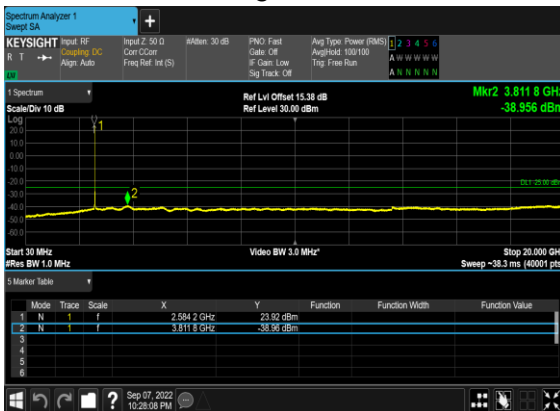 Spectrum Analyzer 1
Swept SA
KEYSIGHT Input: RF Input Z: 50 Ω #Atten: 30 dB PNO: Fast Avg Type: Power (RMS) 1 2 3 4 5 6
R T Coupling: DC Corr CCorr Gate: Off Avg|Hold: 100/100 A W W W W W
Align: Auto Freq Ref: Int (S) IF Gain: Low Trig: Free Run
Sig Track: Off A N N N N N
1 Spectrum Ref Lvl Offset 15.38 dB Mkr2 3.811 8 GHz
Scale/Div 10 dB Ref Level 30.00 dBm -38.956 dBm
Log
20.0
10.0
0.00
-10.0
-20.0
-30.0
-40.0
-50.0
-60.0
1
2
Start 30 MHz Video BW 3.0 MHz* Stop 20.000 GHz
#Res BW 1.0 MHz Sweep ~38.3 ms (40001 pts)
5 Marker Table
Mode Trace Scale X Y Function Function Width Function Value
1 N 1 f 2.584 2 GHz 23.92 dBm
2 N 1 f 3.811 8 GHz -38.96 dBm
3
4
5
6
? Sep 07, 2022
10:28:08 PM